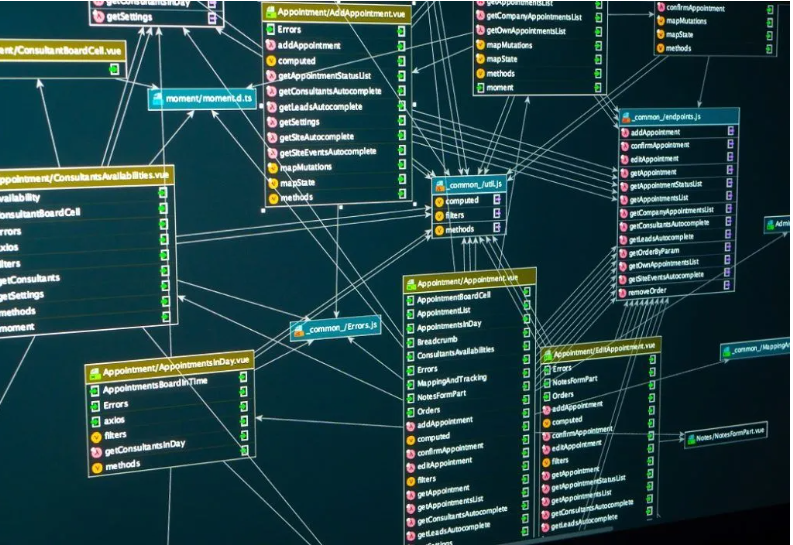 getConsultantsInDay
getSettings
ent/ConsultantBoardCell.vue
moment/moment.d.ts
Appointment/AddAppointment.vue
Errors
addAppointment
computed
getAppointmentStatusList
getConsultantsAutocomplete
getLeadsAutocomplete
getSettings
getSiteAutocomplete
getSiteEventsAutocomplete
mapMutations
mapState
methods
getAppointmentsList
getCompanyAppointmentsList
getOwnAppointmentsList
mapMutations
mapState
methods
moment
confirmAppointment
mapMutations
mapState
methods
_common_/endpoints.js
addAppointment
confirmAppointment
editAppointment
getAppointment
getAppointmentStatusList
getAppointmentsList
getCompanyAppointmentsList
getConsultantsAutocomplete
getLeadsAutocomplete
getOrderByParam
getOwnAppointmentsList
getSiteEventsAutocomplete
removeOrder
_common_/util.js
computed
filters
methods
ppointment/ConsultantsAvailabilities.vue
vailability
onsultantBoardCell
rrors
xios
ilters
etConsultants
etSettings
methods
moment
_common_/Errors.js
Appointment/AppointmentsInDay.vue
AppointmentsBoardInTime
Errors
axios
filters
getConsultantsInDay
methods
Appointment/Appointment.vue
AppointmentBoardCell
AppointmentList
AppointmentsInDay
Breadcrumb
ConsultantsAvailabilities
Errors
MappingAndTracking
NotesFormPart
Orders
addAppointment
computed
confirmAppointment
editAppointment
filters
getAppointment
getAppointmentsList
getConsultantsAutocomplete
getLeadsAutocomplete
Appointment/EditAppointment.vue
Errors
NotesFormPart
Orders
addAppointment
computed
confirmAppointment
editAppointment
filters
getAppointment
getAppointmentStatusList
getAppointmentsList
getConsultantsAutocomplete
getLeadsAutocomplete
Admi
_common_/MappingA
Notes/NotesFormPart.vue